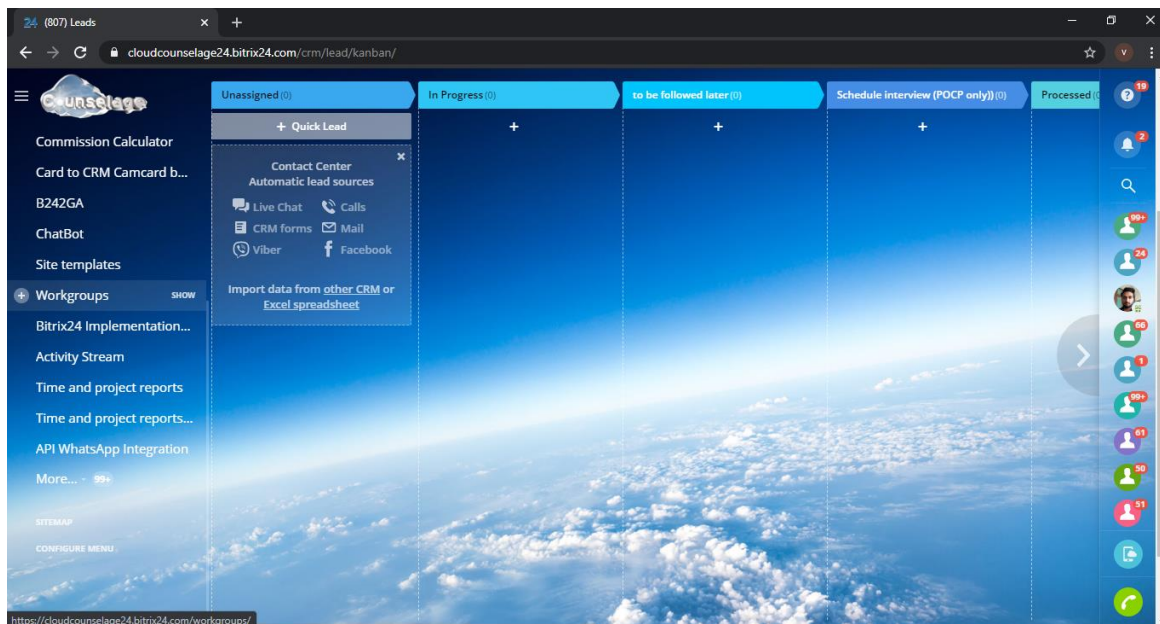 24 (807) Leads
cloudcounselage24.bitrix24.com/crm/lead/kanban/
V
Counselage
Commission Calculator
Card to CRM Camcard b...
B242GA
ChatBot
Site templates
Workgroups SHOW
Bitrix24 Implementation...
Activity Stream
Time and project reports
Time and project reports...
API WhatsApp Integration
More... - 99+
SITEMAP
CONFIGURE MENU
Unassigned (0)
In Progress (0)
to be followed later (0)
Schedule interview (POCP only)) (0)
Processed (0
+ Quick Lead
+
+
+
Contact Center
Automatic lead sources
Live Chat Calls
CRM forms Mail
Viber Facebook
Import data from other CRM or
Excel spreadsheet
? 19
2
99+
24
66
1
99+
61
50
51
https://cloudcounselage24.bitrix24.com/workgroups/